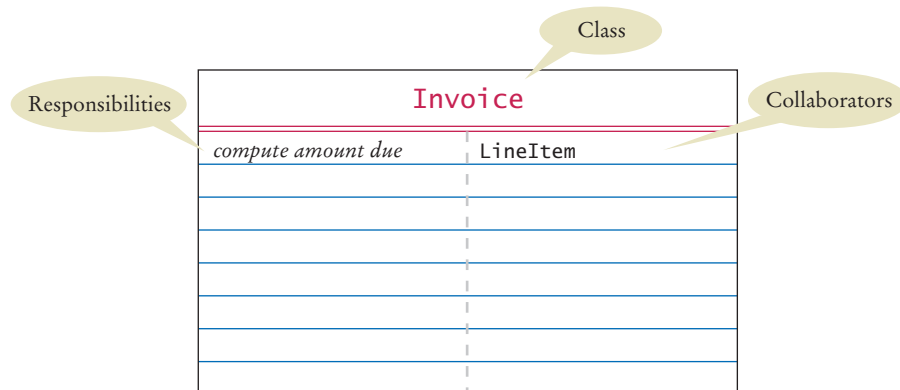 Class
Invoice
Responsibilities
Collaborators
compute amount due LineItem